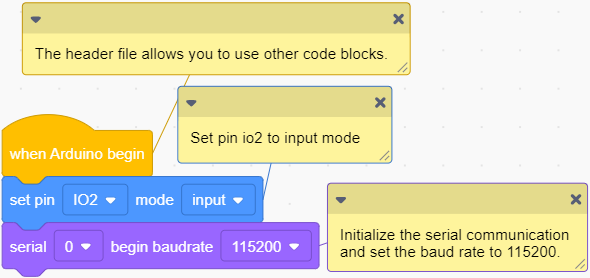 The header file allows you to use other code blocks.
Set pin io2 to input mode
when Arduino begin
set pin IO2 mode input
serial 0 begin baudrate 115200
Initialize the serial communication
and set the baud rate to 115200.